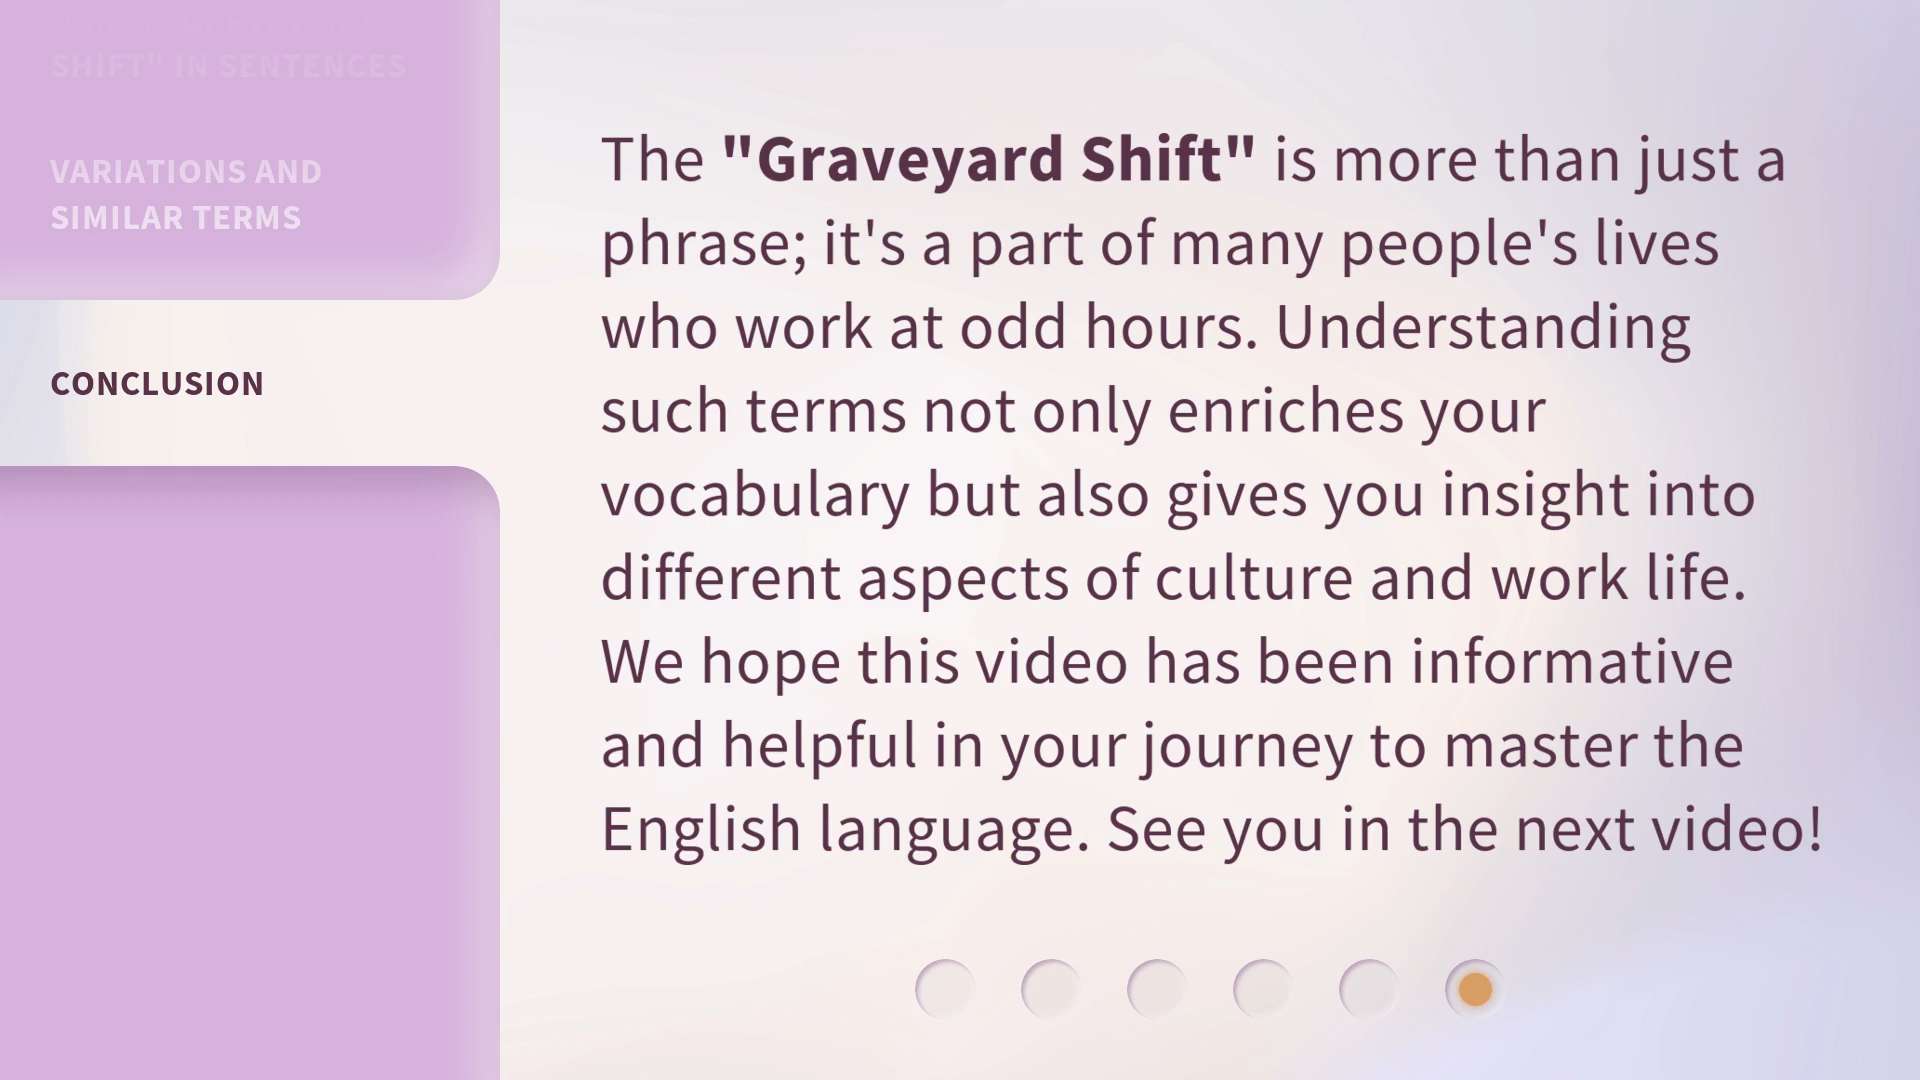 USING "GRAVEYARD
SHIFT" IN SENTENCES
VARIATIONS AND
SIMILAR TERMS
CONCLUSION
The "Graveyard Shift" is more than just a
phrase; it's a part of many people's lives
who work at odd hours. Understanding
such terms not only enriches your
vocabulary but also gives you insight into
different aspects of culture and work life.
We hope this video has been informative
and helpful in your journey to master the
English language. See you in the next video!